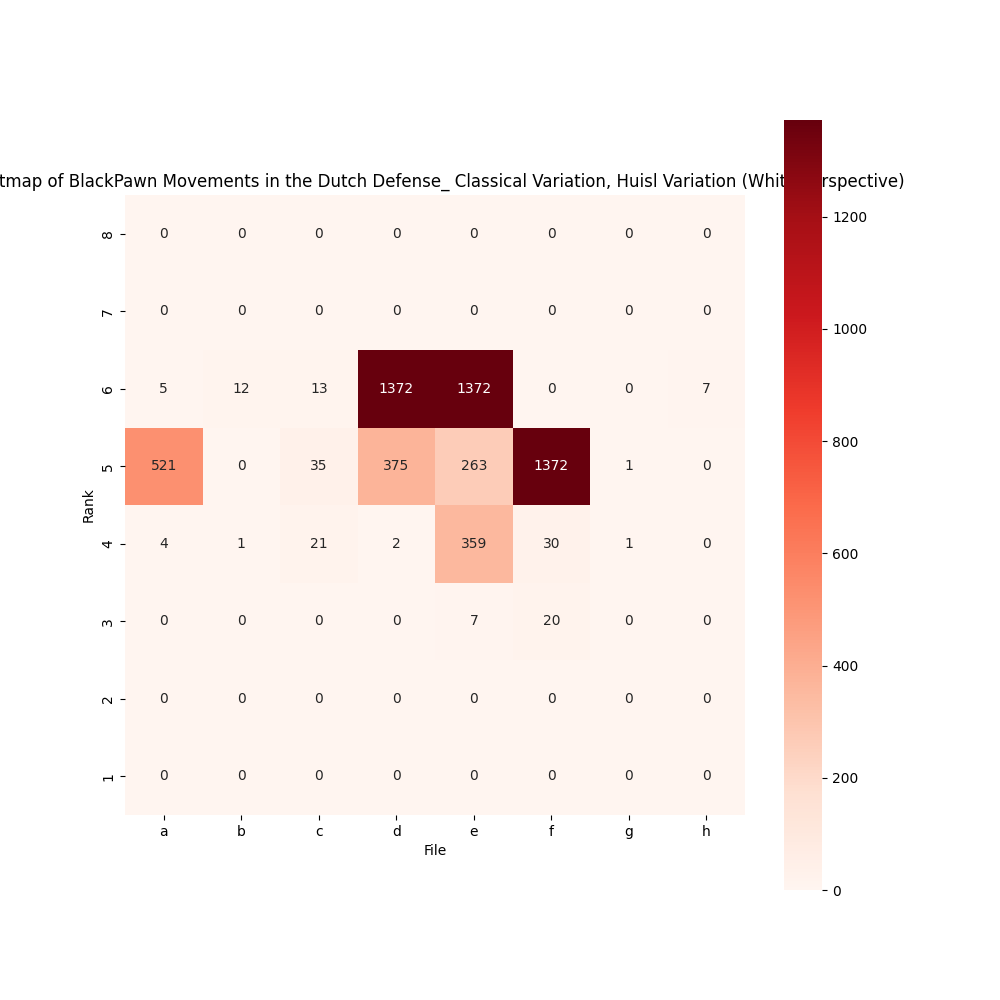 tmap of BlackPawn Movements in the Dutch Defense_ Classical Variation, Huisl Variation (Whit rspective)
8 0 0 0 0 0 0 0 0
7 0 0 0 0 0 0 0 0
6 5 12 13 1372 1372 0 0 7
5 521 0 35 375 263 1372 1 0
4 4 1 21 2 359 30 1 0
3 0 0 0 0 7 20 0 0
2 0 0 0 0 0 0 0 0
1 0 0 0 0 0 0 0 0
a b c d e f g h
File
Rank
1200
1000
800
600
400
200
0